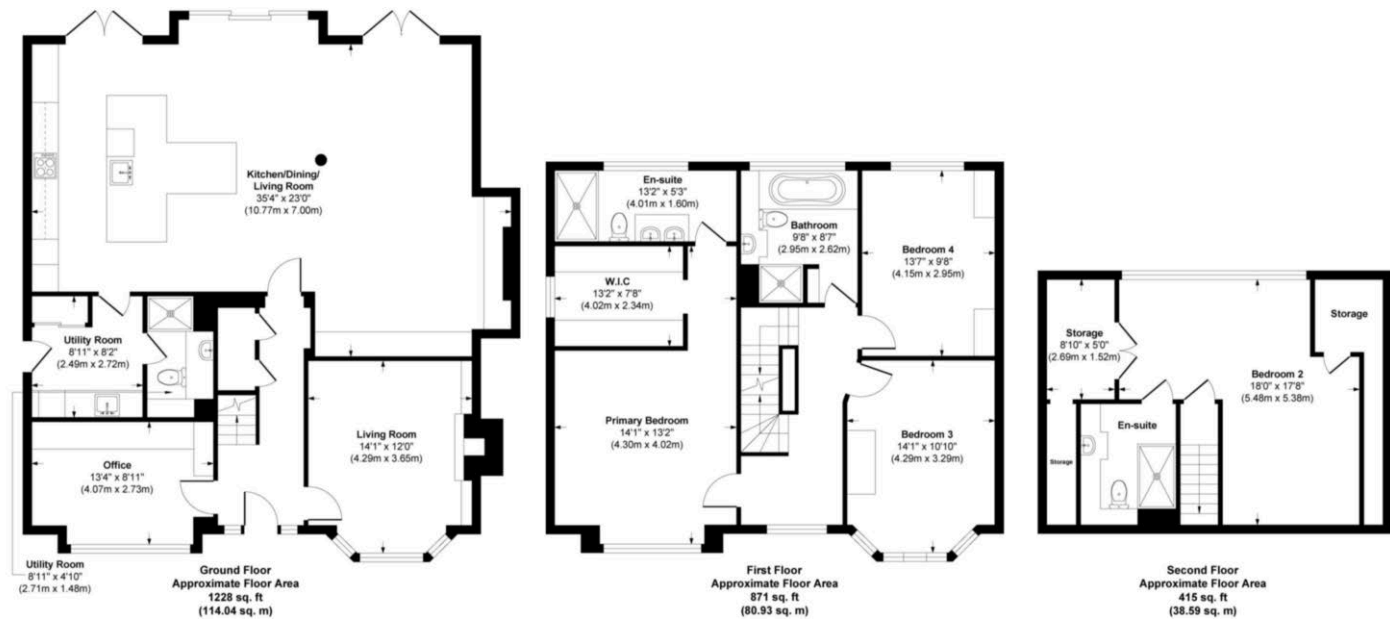 Kitchen/Dining/
Living Room
35'4" x 23'0"
(10.77m x 7.00m)
Utility Room
8'11" x 8'2"
(2.49m x 2.72m)
Office
13'4" x 8'11"
(4.07m x 2.73m)
Living Room
14'1" x 12'0"
(4.29m x 3.65m)
Utility Room
8'11" x 4'10"
(2.71m x 1.48m)
Ground Floor
Approximate Floor Area
1228 sq. ft
(114.04 sq. m)
En-suite
13'2" x 5'3"
(4.01m x 1.60m)
Bathroom
9'8" x 8'7"
(2.95m x 2.62m)
Bedroom 4
13'7" x 9'8"
(4.15m x 2.95m)
W.I.C
13'2" x 7'8"
(4.02m x 2.34m)
Primary Bedroom
14'1" x 13'2"
(4.30m x 4.02m)
Bedroom 3
14'1" x 10'10"
(4.29m x 3.29m)
First Floor
Approximate Floor Area
871 sq. ft
(80.93 sq. m)
Storage
8'10" x 5'0"
(2.69m x 1.52m)
Storage
Bedroom 2
18'0" x 17'8"
(5.48m x 5.38m)
En-suite
Storage
Second Floor
Approximate Floor Area
415 sq. ft
(38.59 sq. m)